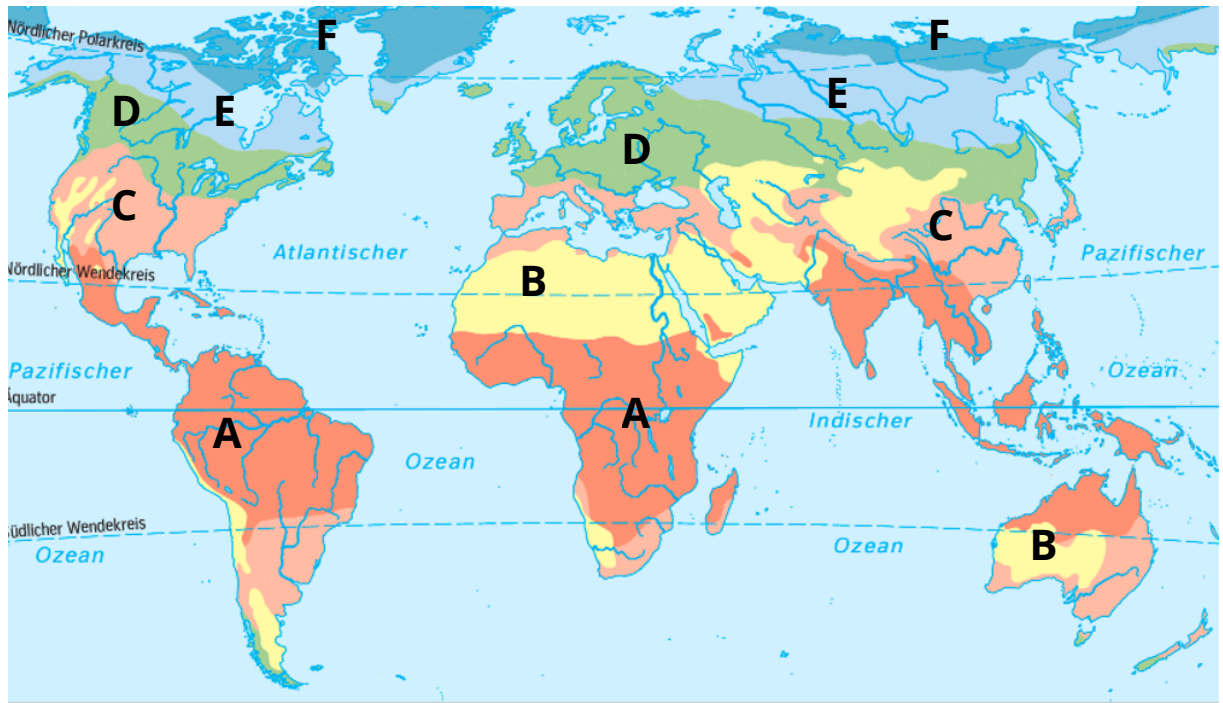 Nördlicher Polarkreis
F
F
E
D
E
D
C
C
Atlantischer
Pazifischer
Nördlicher Wendekreis
B
Pazifischer
Ozean
Äquator
A
A
Indischer
Ozean
Südlicher Wendekreis
Ozean
Ozean
B